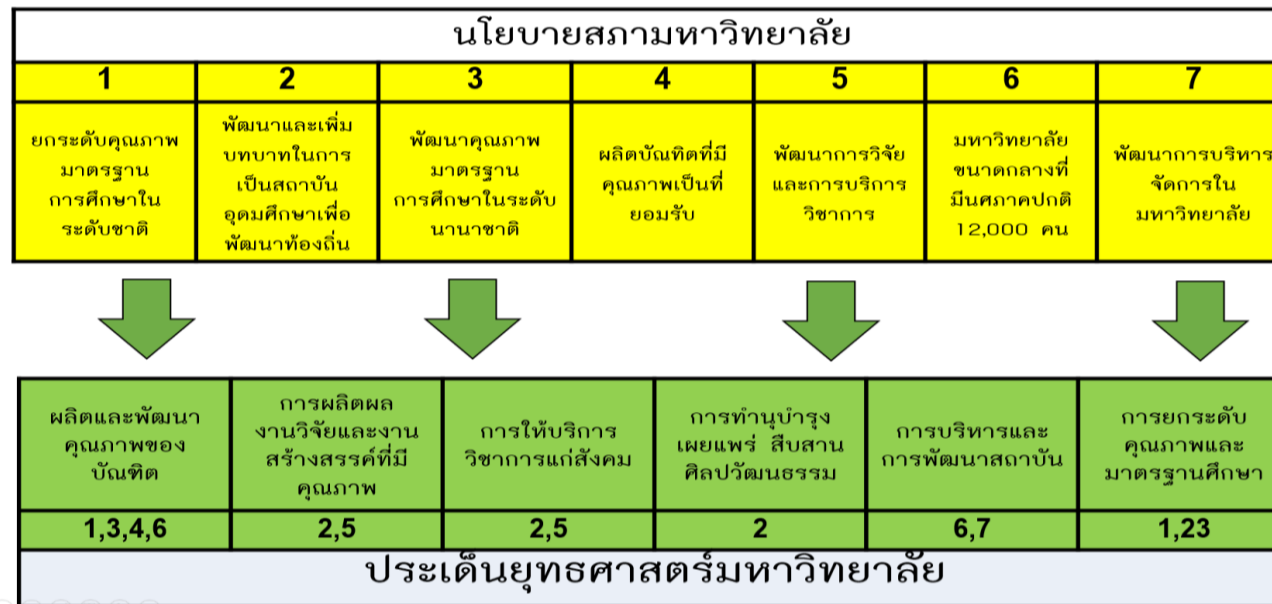 นโยบายสภามหาวิทยาลัย
1
2
3
4
5
6
7
ยกระดับคุณภาพ
มาตรฐาน
การศึกษาใน
ระดับชาติ
พัฒนาและเพิ่ม
บทบาทในการ
เป็นสถาบัน
อุดมศึกษาเพื่อ
พัฒนาท้องถิ่น
พัฒนาคุณภาพ
มาตรฐาน
การศึกษาในระดับ
นานาชาติ
ผลิตบัณฑิตที่มี
คุณภาพเป็นที่
ยอมรับ
พัฒนาการวิจัย
และการบริการ
วิชาการ
มหาวิทยาลัย
ขนาดกลางที่
มีนศภาคปกติ
12,000 คน
พัฒนาการบริหาร
จัดการใน
มหาวิทยาลัย
ผลิตและพัฒนา
คุณภาพของ
บัณฑิต
การผลิตผล
งานวิจัยและงาน
สร้างสรรค์ที่มี
คุณภาพ
การให้บริการ
วิชาการแก่สังคม
การทำนุบำรุง
เผยแพร่ สืบสาน
ศิลปวัฒนธรรม
การบริหารและ
การพัฒนาสถาบัน
การยกระดับ
คุณภาพและ
มาตรฐานศึกษา
1,3,4,6
2,5
2,5
2
6,7
1,23
ประเด็นยุทธศาสตร์มหาวิทยาลัย